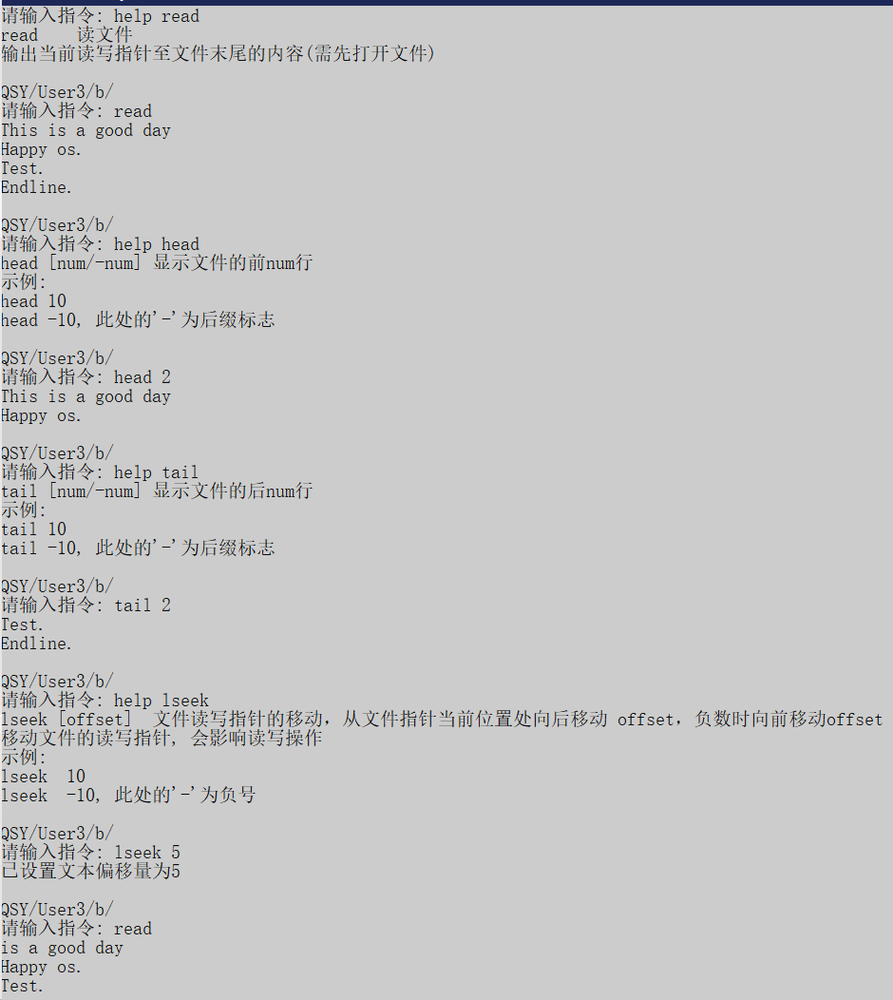 请输入指令: help read
read    读文件
输出当前读写指针至文件末尾的内容(需先打开文件)
QSY/User3/b/
请输入指令: read
This is a good day
Happy os.
Test.
Endline.
QSY/User3/b/
请输入指令: help head
head [num/-num] 显示文件的前num行
示例:
head 10
head -10, 此处的'-'为后缀标志
QSY/User3/b/
请输入指令: head 2
This is a good day
Happy os.
QSY/User3/b/
请输入指令: help tail
tail [num/-num] 显示文件的后num行
示例:
tail 10
tail -10, 此处的'-'为后缀标志
QSY/User3/b/
请输入指令: tail 2
Test.
Endline.
QSY/User3/b/
请输入指令: help lseek
lseek [offset]  文件读写指针的移动，从文件指针当前位置处向后移动 offset，负数时向前移动offset
移动文件的读写指针, 会影响读写操作
示例:
lseek  10
lseek  -10, 此处的'-'为负号
QSY/User3/b/
请输入指令: lseek 5
已设置文本偏移量为5
QSY/User3/b/
请输入指令: read
is a good day
Happy os.
Test.